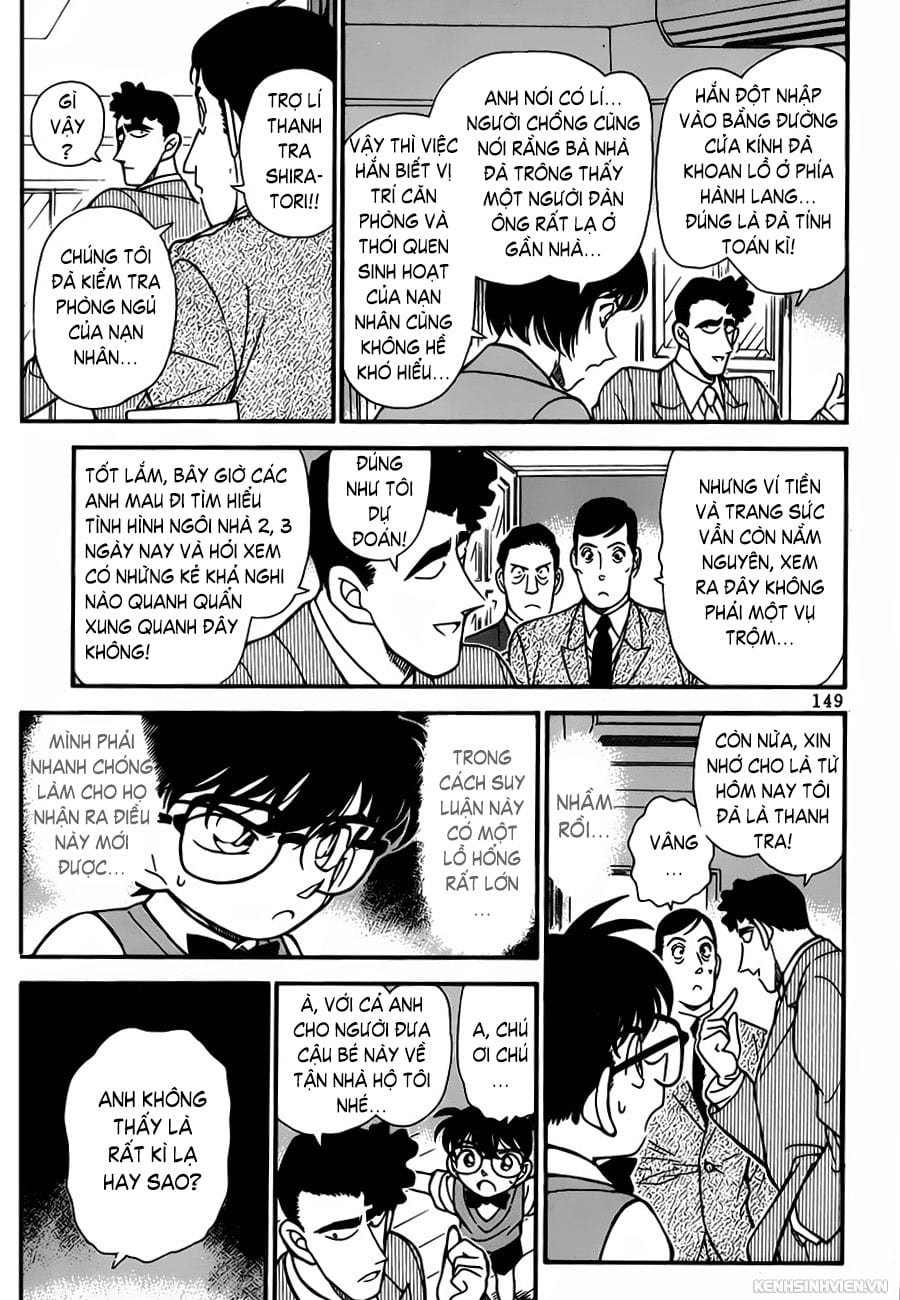 HẮN ĐỘT NHẬP
VÀO BẰNG ĐƯỜNG
CỬA KÍNH ĐÃ
KHOAN LỖ Ở PHÍA
HÀNH LANG...
ĐÚNG LÀ ĐÃ TÍNH
TOÁN KĨ!
ANH NÓI CÓ LÍ...
NGƯỜI CHỒNG CŨNG
NÓI RẰNG BÀ NHÀ
ĐÃ TRÔNG THẤY
MỘT NGƯỜI ĐÀN
ÔNG RẤT LẠ Ở
GẦN NHÀ...
VẬY THÌ VIỆC
HẮN BIẾT VỊ
TRÍ CĂN
PHÒNG VÀ
THÓI QUEN
SINH HOẠT
CỦA NẠN
NHÂN CŨNG
KHÔNG HỀ
KHÓ HIỂU...
TRỢ LÍ
THANH
TRA
SHIRA-
TORI!!
GÌ
VẬY
?
CHÚNG TÔI
ĐÃ KIỂM TRA
PHÒNG NGỦ
CỦA NẠN
NHÂN...
NHƯNG VÍ TIỀN
VÀ TRANG SỨC
VẪN CÒN NẰM
NGUYÊN, XEM
RA ĐÂY KHÔNG
PHẢI MỘT VỤ
TRỘM...
ĐÚNG
NHƯ TÔI
DỰ
ĐOÁN!
TỐT LẮM, BÂY GIỜ CÁC
ANH MAU ĐI TÌM HIỂU
TÌNH HÌNH NGÔI NHÀ 2, 3
NGÀY NAY VÀ HỎI XEM
CÓ NHỮNG KẺ KHẢ NGHI
NÀO QUANH QUẨN
XUNG QUANH ĐÂY
KHÔNG!
149
CÒN NỮA, XIN
NHỚ CHO LÀ TỪ
HÔM NAY TÔI
ĐÃ LÀ THANH
TRA!
VÂNG
...
NHẦM
RỒI...
TRONG
CÁCH SUY
LUẬN NÀY
CÓ MỘT
LỖ HỔNG
RẤT LỚN
...
MÌNH PHẢI
NHANH CHÓNG
LÀM CHO HỌ
NHẬN RA ĐIỀU
NÀY MỚI
ĐƯỢC...
A, CHÚ
ƠI CHÚ
...
À, VỚI CẢ ANH
CHO NGƯỜI ĐƯA
CẬU BÉ NÀY VỀ
TẬN NHÀ HỘ TÔI
NHÉ...
ANH KHÔNG
THẤY LÀ
RẤT KÌ LẠ
HAY SAO?
KENHSINHVIEN.VN